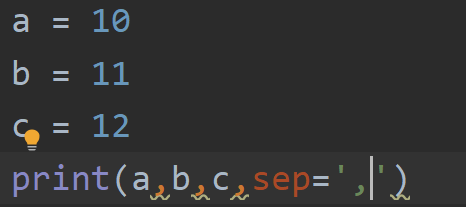 a = 10
b = 11
c = 12
print(a,b,c,sep=',')